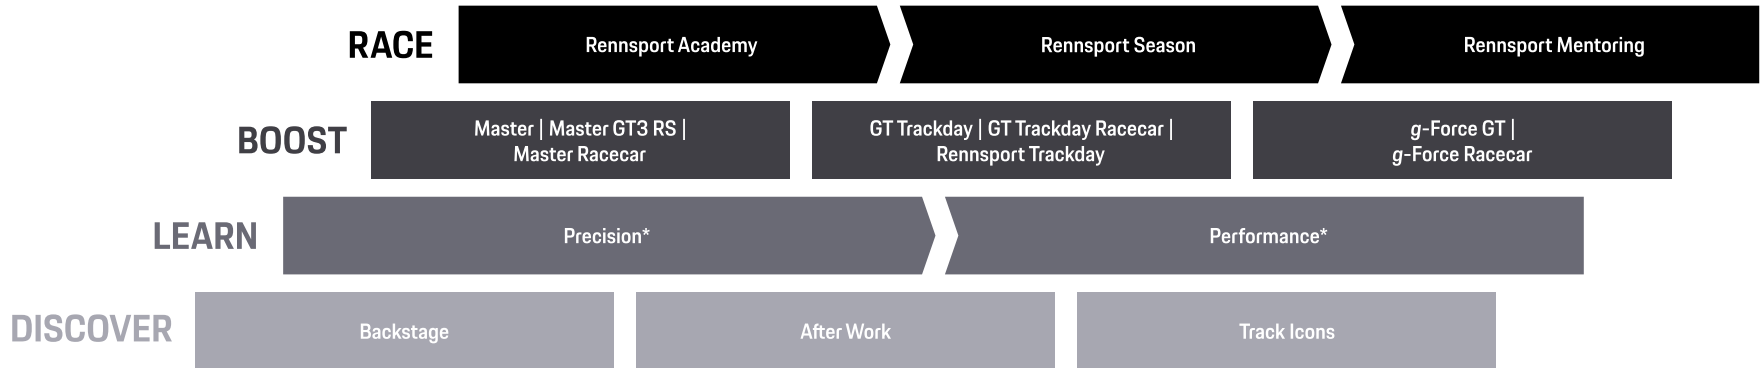 RACE
Rennsport Academy
Rennsport Season
Rennsport Mentoring
BOOST
Master | Master GT3 RS |
Master Racecar
GT Trackday | GT Trackday Racecar |
Rennsport Trackday
g-Force GT |
g-Force Racecar
LEARN
Precision*
Performance*
DISCOVER
Backstage
After Work
Track Icons